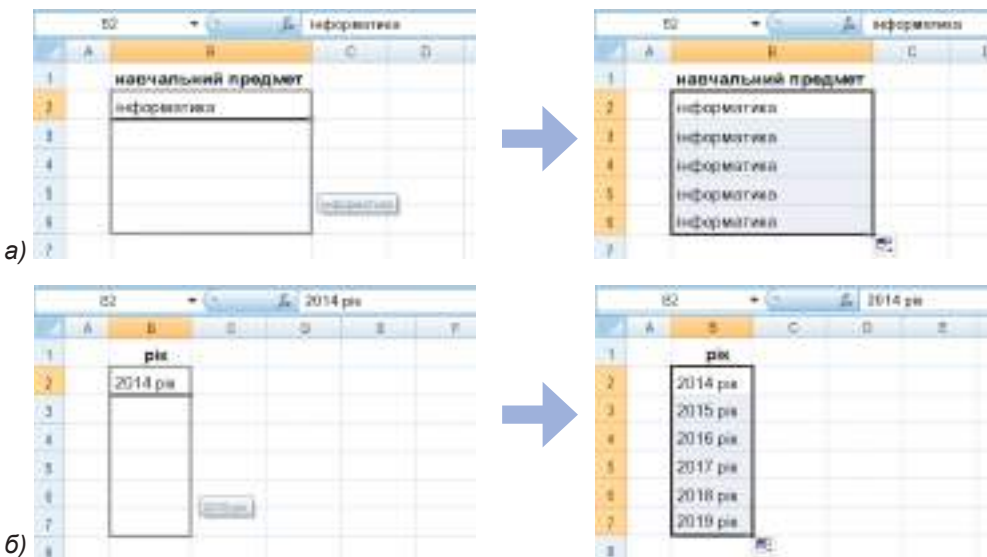 B2 інформатика
A B C D
1 навчальний предмет
2 інформатика
3
4
5
6
7
інформатика
а)
B2 інформатика
A B C
1 навчальний предмет
2 інформатика
3 інформатика
4 інформатика
5 інформатика
6 інформатика
7
B2 2014 рік
A B C D E F
1 рік
2 2014 рік
3
4
5
6
7
8
б)
B2 2014 рік
A B C D E
1 рік
2 2014 рік
3 2015 рік
4 2016 рік
5 2017 рік
6 2018 рік
7 2019 рік
8